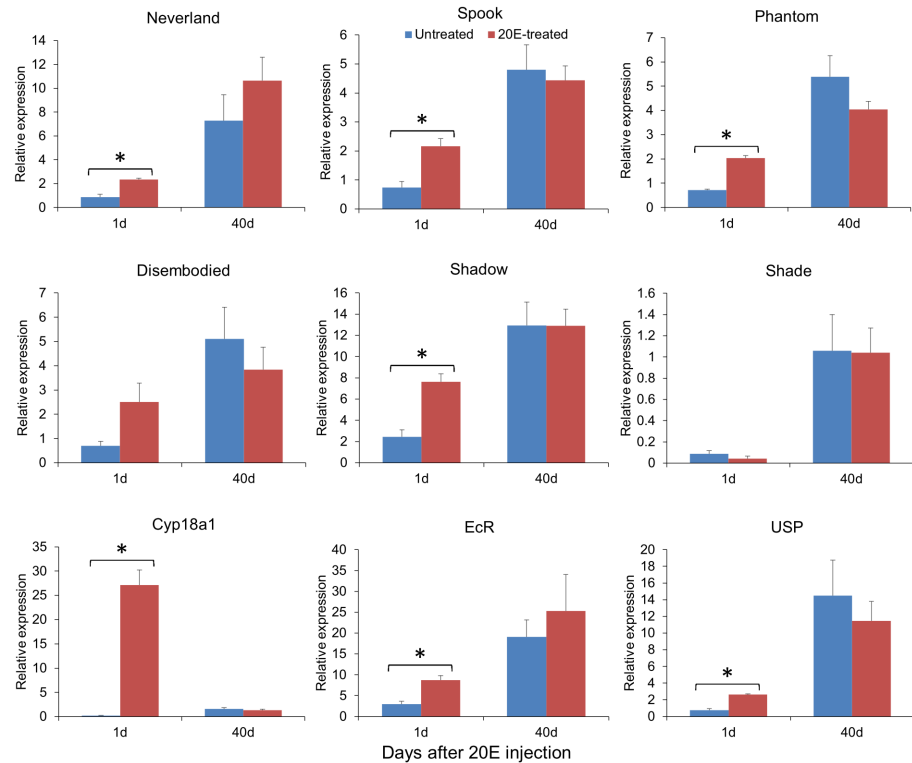 Neverland
Relative expression
14
12
10
8
6
4
2
0
*
1d
40d
Spook
Untreated 20E-treated
Relative expression
6
5
4
3
2
1
0
*
1d
40d
Phantom
Relative expression
7
6
5
4
3
2
1
0
*
1d
40d
Disembodied
Relative expression
7
6
5
4
3
2
1
0
1d
40d
Shadow
Relative expression
16
14
12
10
8
6
4
2
0
*
1d
40d
Shade
Relative expression
1.6
1.4
1.2
1
0.8
0.6
0.4
0.2
0
1d
40d
Cyp18a1
Relative expression
35
30
25
20
15
10
5
0
*
1d
40d
EcR
Relative expression
40
35
30
25
20
15
10
5
0
*
1d
40d
USP
Relative expression
20
18
16
14
12
10
8
6
4
2
0
*
1d
40d
Days after 20E injection